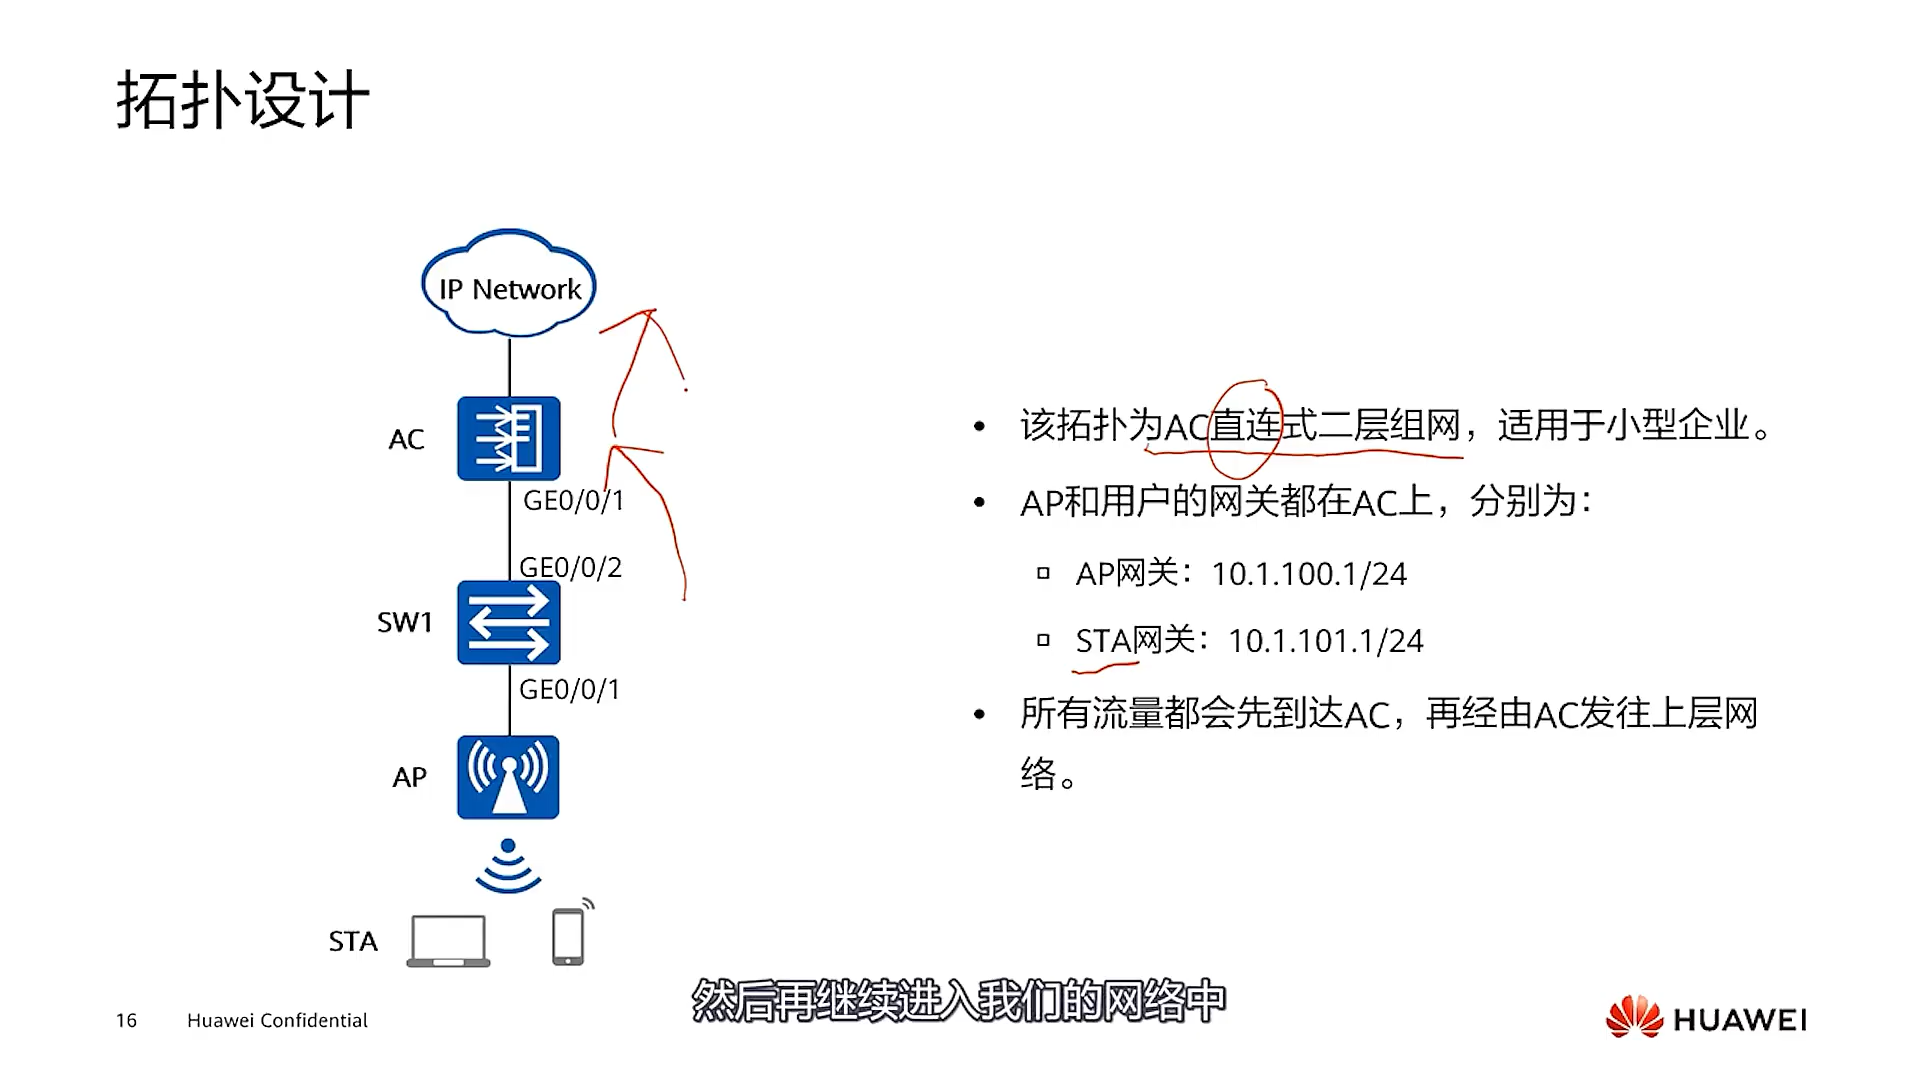 拓扑设计
IP Network
AC
GE0/0/1
GE0/0/2
SW1
GE0/0/1
AP
STA
• 该拓扑为AC直连式二层组网，适用于小型企业。
• AP和用户的网关都在AC上，分别为：
▫ AP网关：10.1.100.1/24
▫ STA网关：10.1.101.1/24
• 所有流量都会先到达AC，再经由AC发往上层网
络。
然后再继续进入我们的网络中
16
Huawei Confidential
HUAWEI